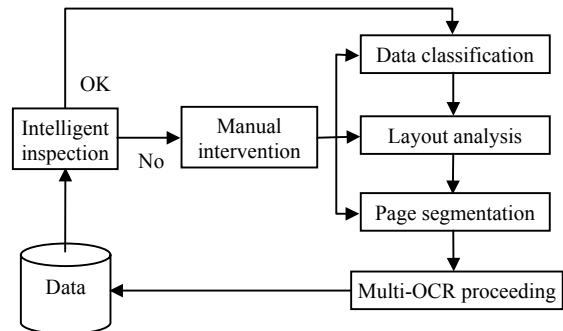 Data classification
OK
Intelligent
inspection
No
Manual
intervention
Layout analysis
Page segmentation
Data
Multi-OCR proceeding